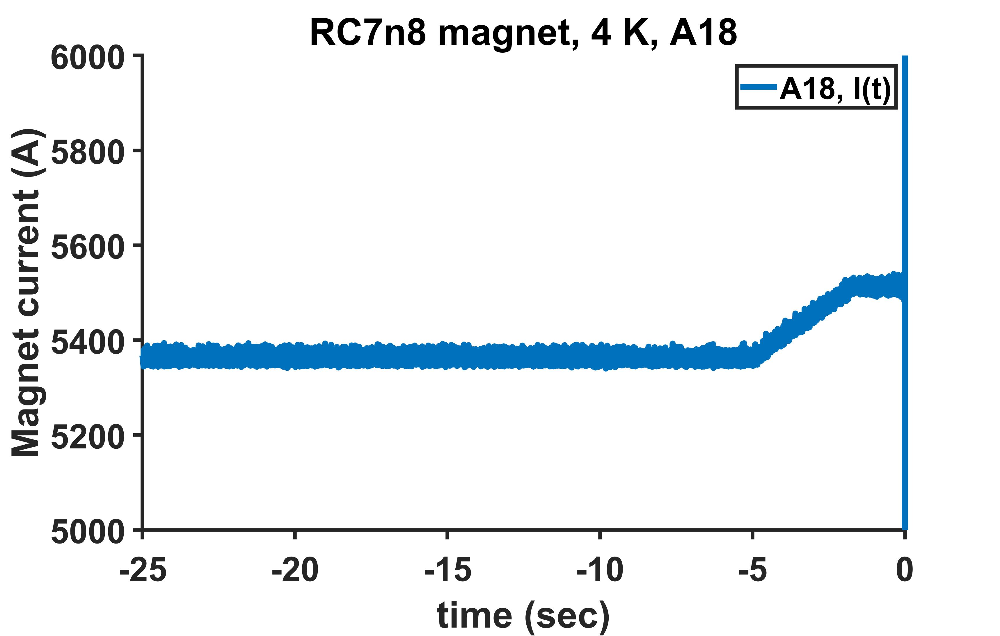 RC7n8 magnet, 4 K, A18
A18, I(t)
Magnet current (A)
6000
5800
5600
5400
5200
5000
-25 -20 -15 -10 -5 0
time (sec)